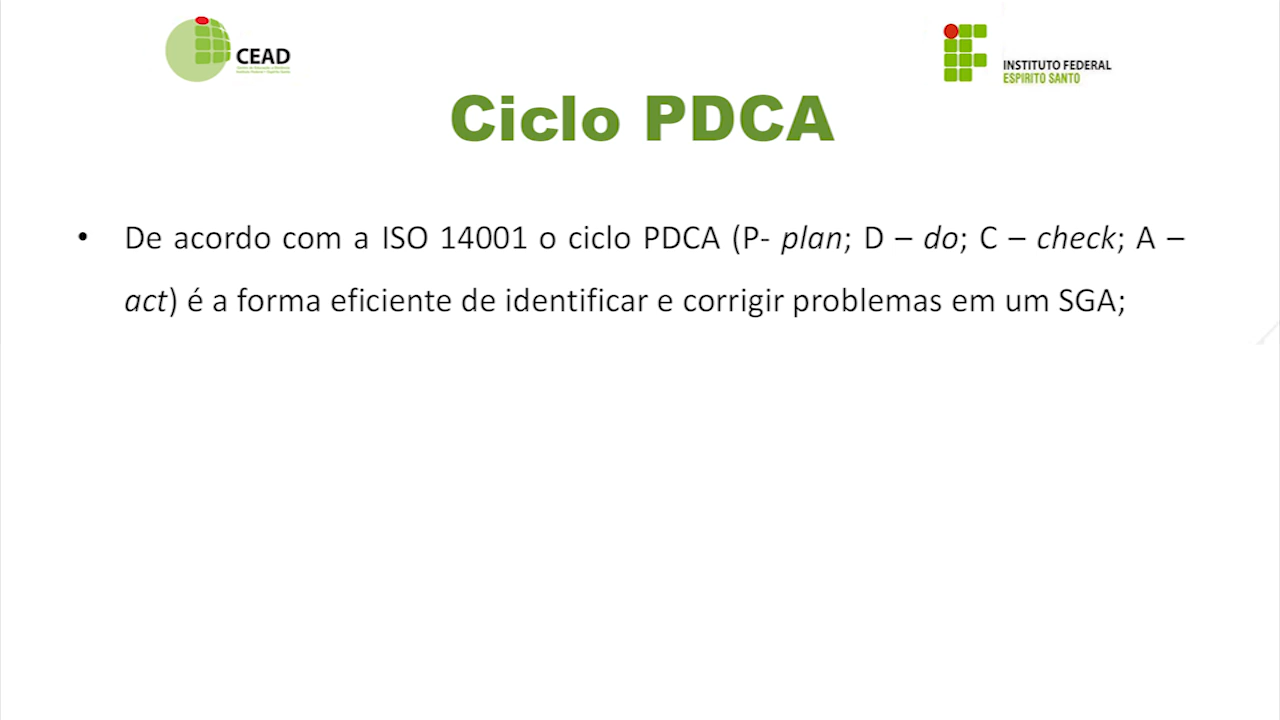 CEAD
INSTITUTO FEDERAL
ESPÍRITO SANTO
Ciclo PDCA
• De acordo com a ISO 14001 o ciclo PDCA (P- plan; D – do; C – check; A –
act) é a forma eficiente de identificar e corrigir problemas em um SGA;